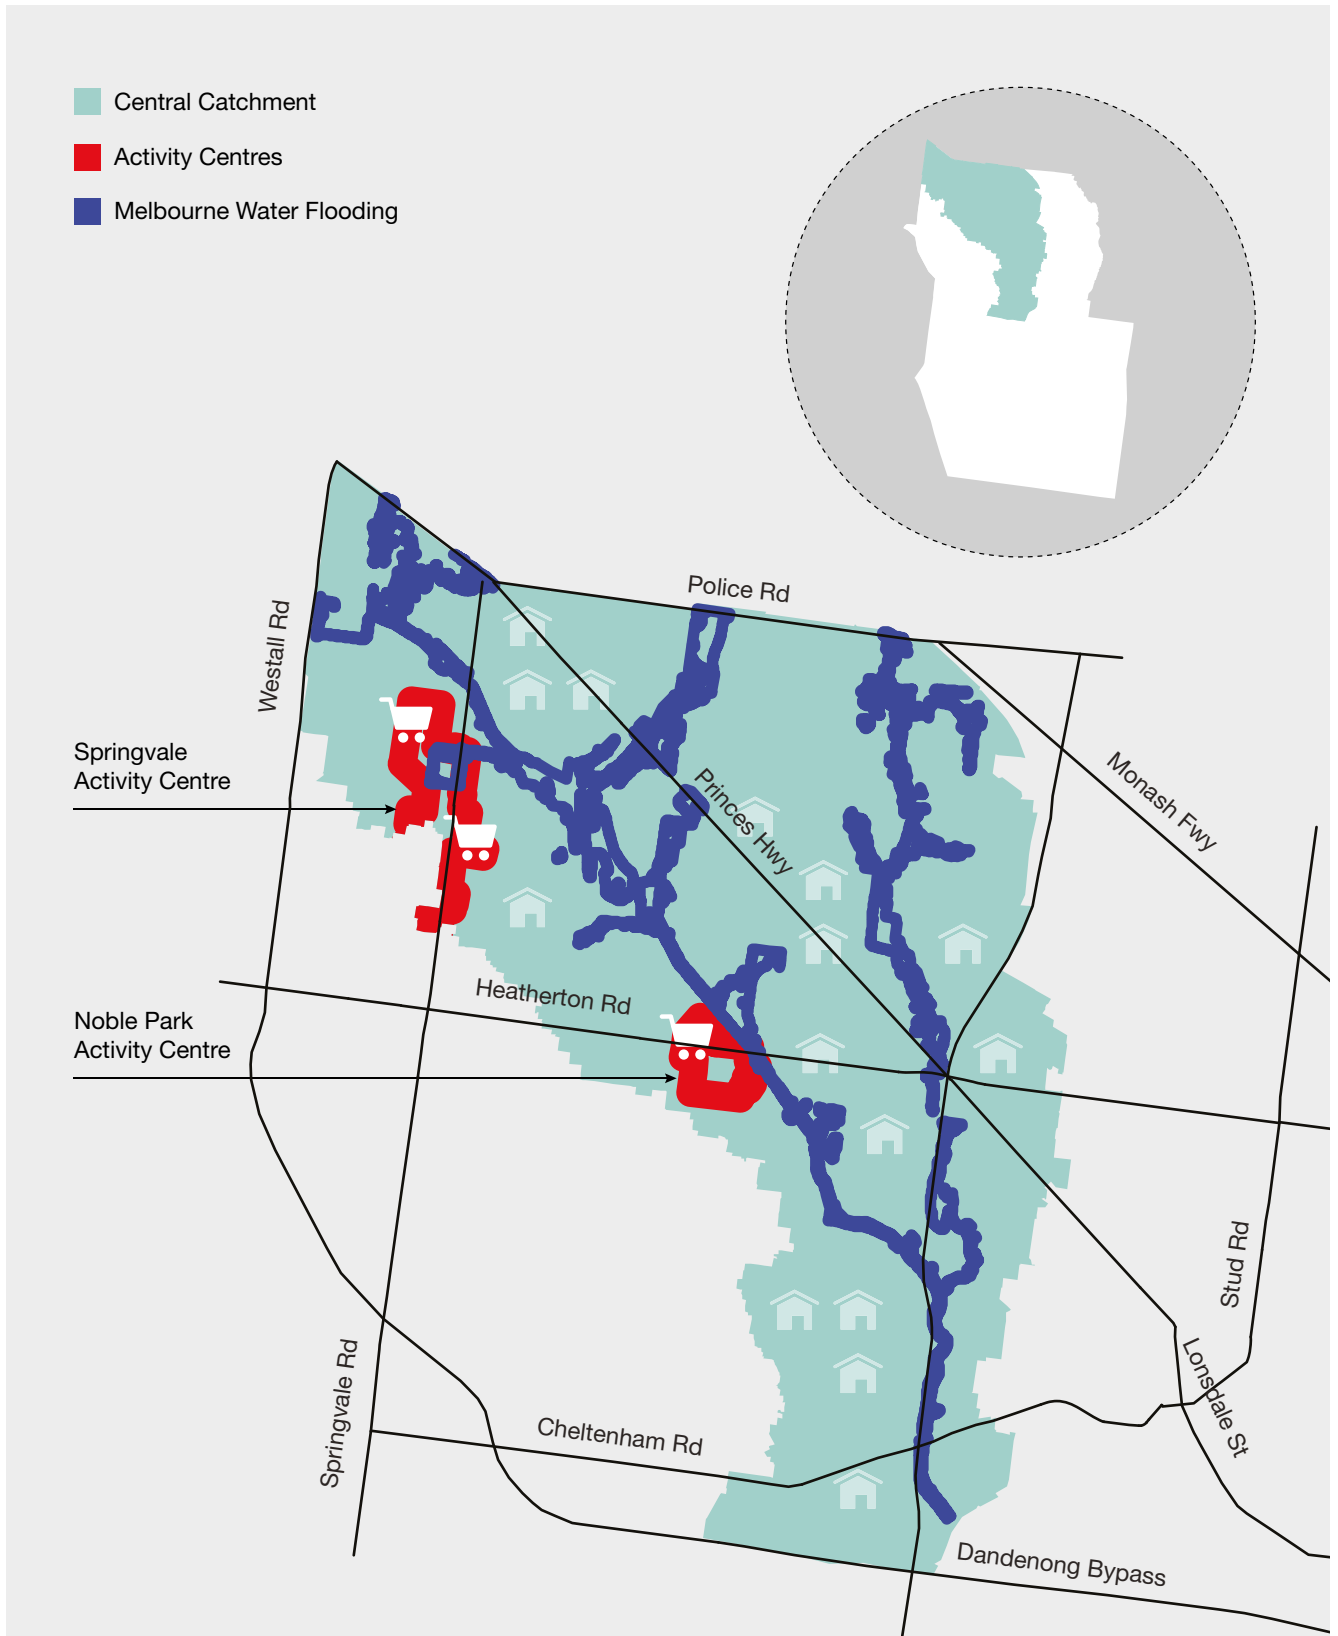 Central Catchment
Activity Centres
Melbourne Water Flooding
Police Rd
Westall Rd
Springvale
Activity Centre
Princes Hwy
Monash Fwy
Heatherton Rd
Noble Park
Activity Centre
Stud Rd
Springvale Rd
Lonsdale St
Cheltenham Rd
Dandenong Bypass